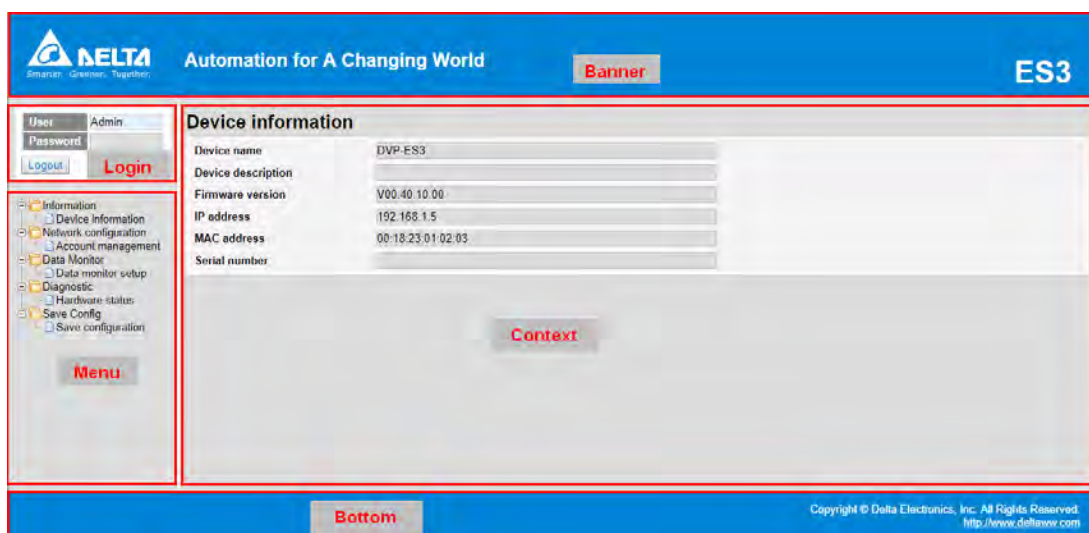 DELTA
Smarter. Greener. Together.
Automation for A Changing World
Banner
ES3
User Admin
Password
Logout
Login
Device information
Device name DVP-ES3
Device description
Firmware version V00.40.10.00
IP address 192.168.1.5
MAC address 00:18:23:01:02:03
Serial number
Information
Device Information
Network configuration
Account management
Data Monitor
Data monitor setup
Diagnostic
Hardware status
Save Config
Save configuration
Menu
Context
Bottom
Copyright © Delta Electronics, Inc. All Rights Reserved.
http://www.deltaww.com